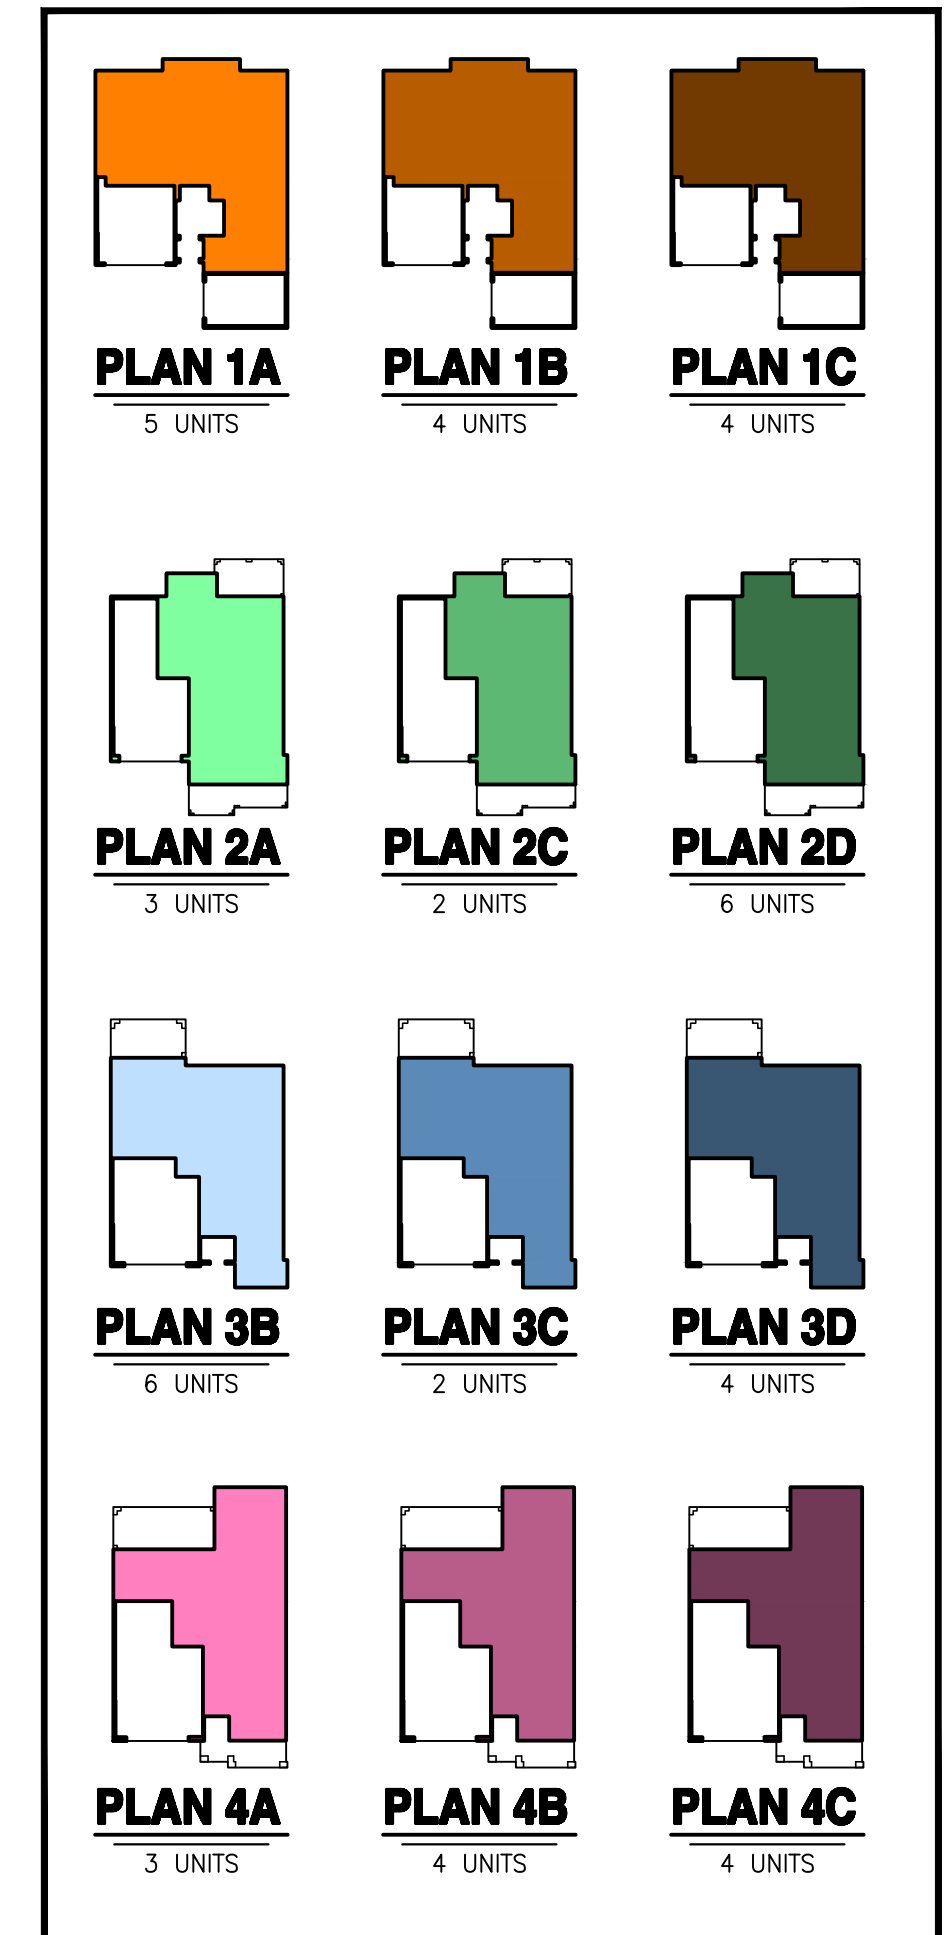 PLAN 1A PLAN 1B PLAN 1C
5 UNITS 4 UNITS 4 UNITS
PLAN 2A PLAN 2C PLAN 2D
3 UNITS 2 UNITS 6 UNITS
PLAN 3B PLAN 3C PLAN 3D
6 UNITS 2 UNITS 4 UNITS
PLAN 4A PLAN 4B PLAN 4C
3 UNITS 4 UNITS 4 UNITS